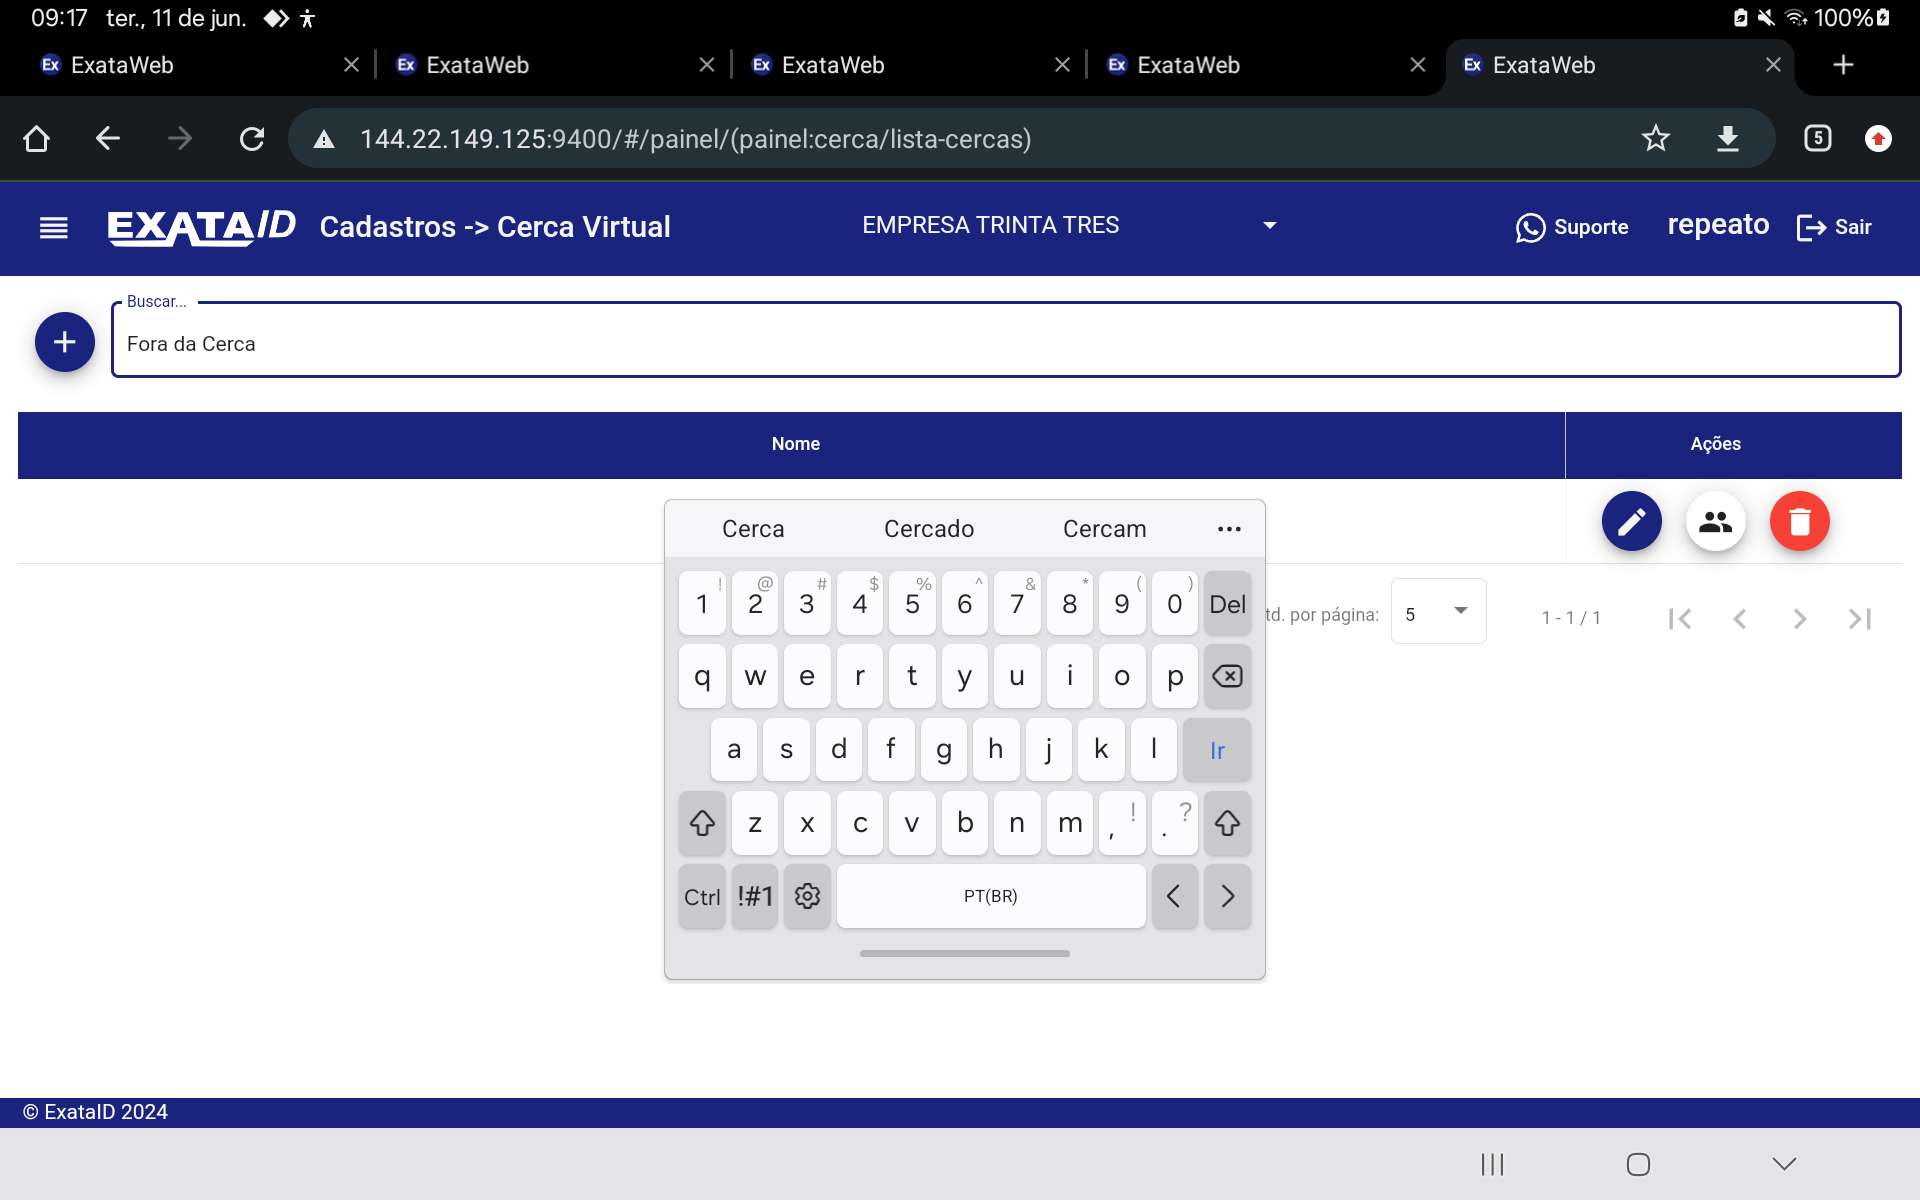 09:17 ter., 11 de jun. 100%
Ex ExataWeb Ex ExataWeb Ex ExataWeb Ex ExataWeb Ex ExataWeb
144.22.149.125:9400/#/painel/(painel:cerca/lista-cercas) 5
EXATAID Cadastros -> Cerca Virtual EMPRESA TRINTA TRES Suporte repeato Sair
Buscar...
Fora da Cerca
Nome Ações
Cerca Cercado Cercam ...
! @ # $ % ^ & * ( )
1 2 3 4 5 6 7 8 9 0 Del
td. por página: 5 1 - 1 / 1
q w e r t y u i o p
a s d f g h j k l Ir
z x c v b n m , ! . ?
Ctrl !#1 PT(BR) < >
© ExataID 2024